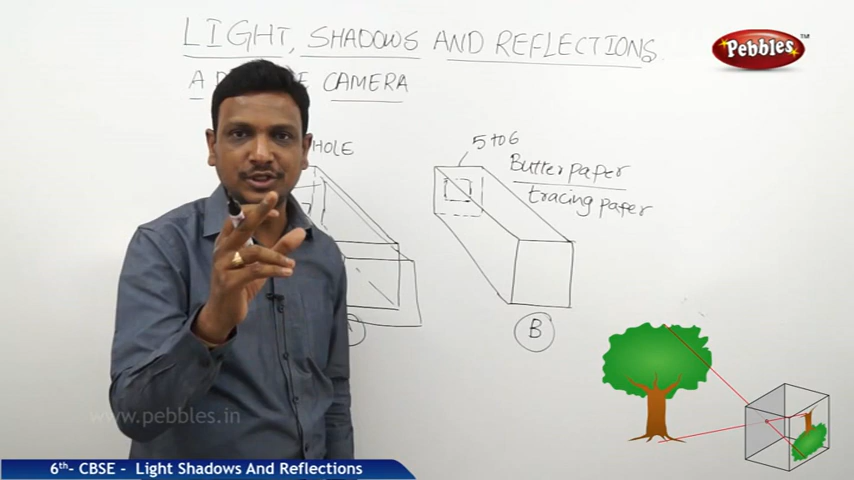 LIGHT, SHADOWS AND REFLECTIONS
Pebbles™
A CAMERA
HOLE
5 to 6
Butter paper
tracing paper
B
www.pebbles.in
6th- CBSE - Light Shadows And Reflections